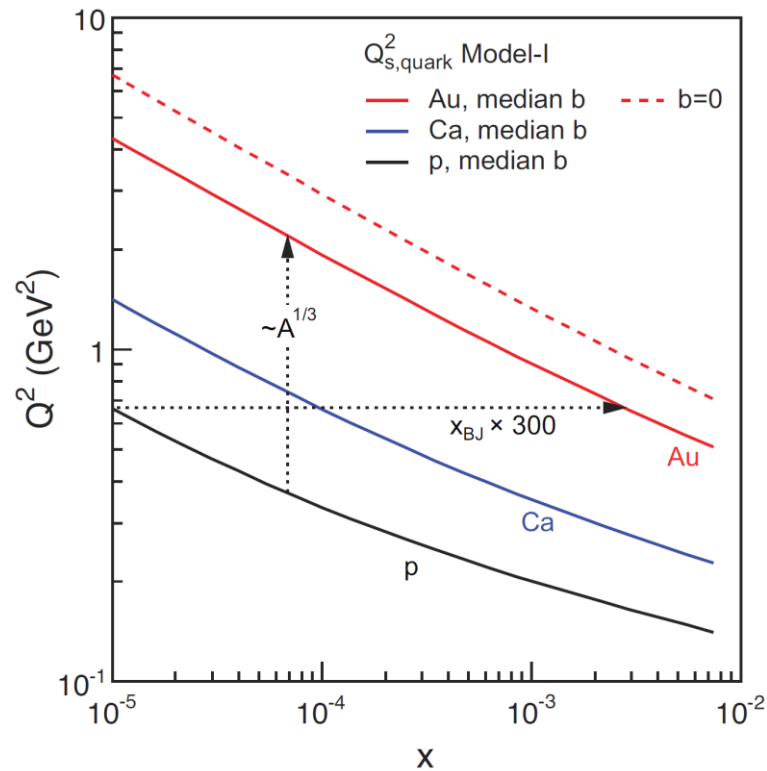 Q²s,quark Model-I
Au, median b
b=0
Ca, median b
p, median b
Q² (GeV²)
10
1
10⁻¹
~A¹/³
xBJ × 300
Au
Ca
p
10⁻⁵
10⁻⁴
10⁻³
10⁻²
x